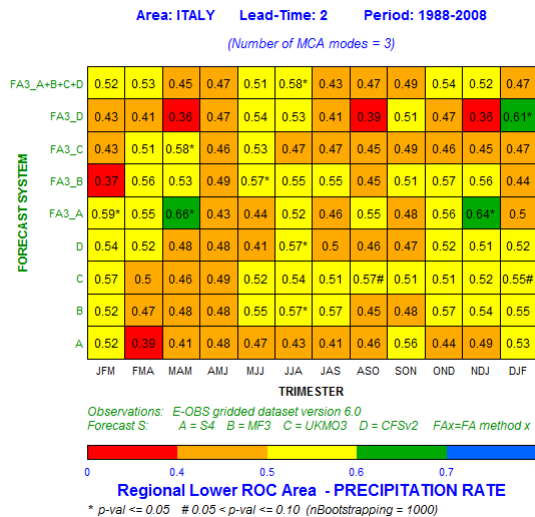 Area: ITALY Lead-Time: 2 Period: 1988-2008
(Number of MCA modes = 3)
FORECAST SYSTEM
FA3_A+B+C+D 0.52 0.53 0.45 0.47 0.51 0.58* 0.43 0.47 0.49 0.54 0.52 0.47
FA3_D 0.43 0.41 0.36 0.47 0.54 0.53 0.41 0.39 0.51 0.47 0.36 0.61*
FA3_C 0.43 0.51 0.58* 0.46 0.53 0.47 0.47 0.45 0.49 0.46 0.45 0.47
FA3_B 0.37 0.56 0.53 0.49 0.57* 0.55 0.55 0.45 0.51 0.57 0.56 0.44
FA3_A 0.59* 0.55 0.66* 0.43 0.44 0.52 0.46 0.55 0.48 0.56 0.64* 0.5
D 0.54 0.52 0.48 0.48 0.41 0.57* 0.5 0.46 0.47 0.52 0.51 0.52
C 0.57 0.5 0.46 0.49 0.52 0.54 0.51 0.57# 0.51 0.51 0.52 0.55#
B 0.52 0.47 0.48 0.48 0.55 0.57* 0.57 0.45 0.48 0.57 0.54 0.55
A 0.52 0.39 0.41 0.48 0.47 0.43 0.41 0.46 0.56 0.44 0.49 0.53
JFM FMA MAM AMJ MJJ JJA JAS ASO SON OND NDJ DJF
TRIMESTER
Observations: E-OBS gridded dataset version 6.0
Forecast S: A = S4 B = MF3 C = UKMO3 D = CFSv2 FAx=FA method x
0 0.4 0.5 0.6 0.7
Regional Lower ROC Area - PRECIPITATION RATE
* p-val <= 0.05 # 0.05 < p-val <= 0.10 (nBootstrapping = 1000)